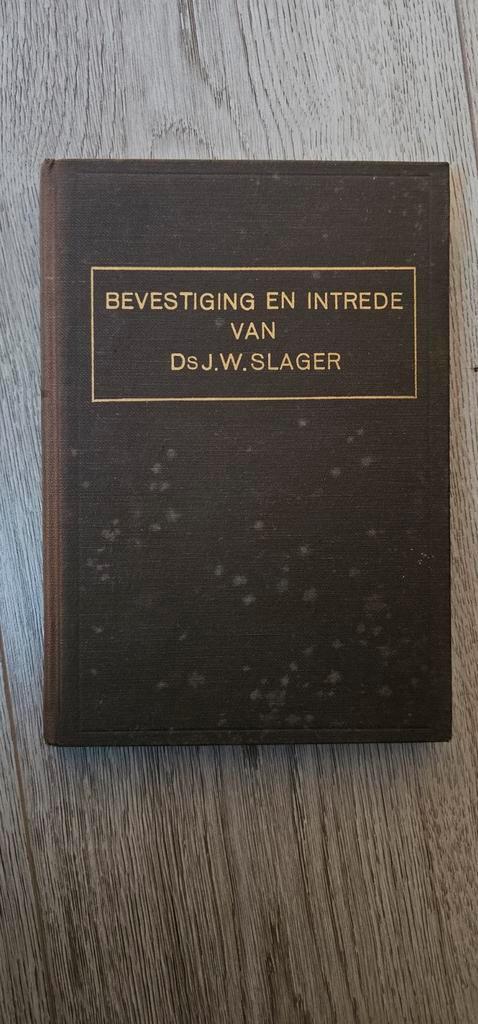 BEVESTIGING EN INTREDE
VAN
Ds J.W. SLAGER